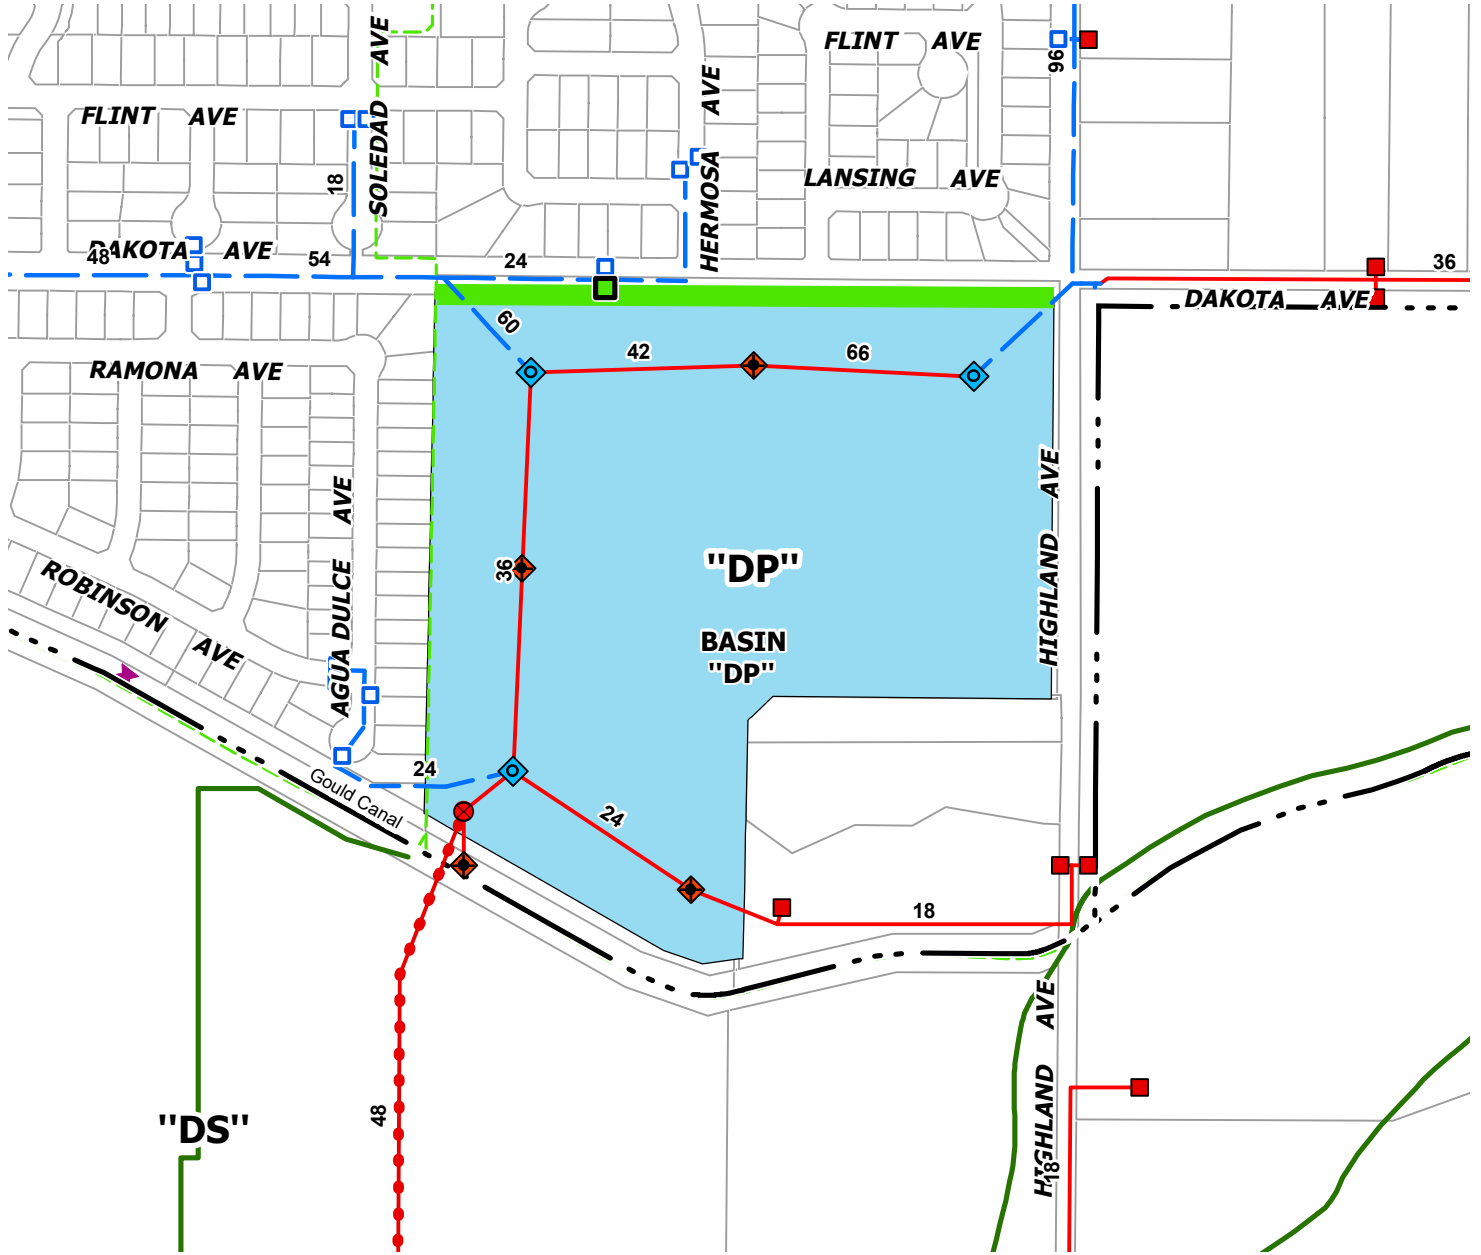 AVE
FLINT AVE
96
FLINT AVE
SOLEDAD
HERMOSA AVE
18
LANSING AVE
DAKOTA AVE
48
54
24
36
DAKOTA AVE
60
42
66
RAMONA AVE
HIGHLAND AVE
AGUA DULCE AVE
36
"DP"
ROBINSON AVE
BASIN
"DP"
24
Gould Canal
24
18
HIGHLAND AVE
48
"DS"
18